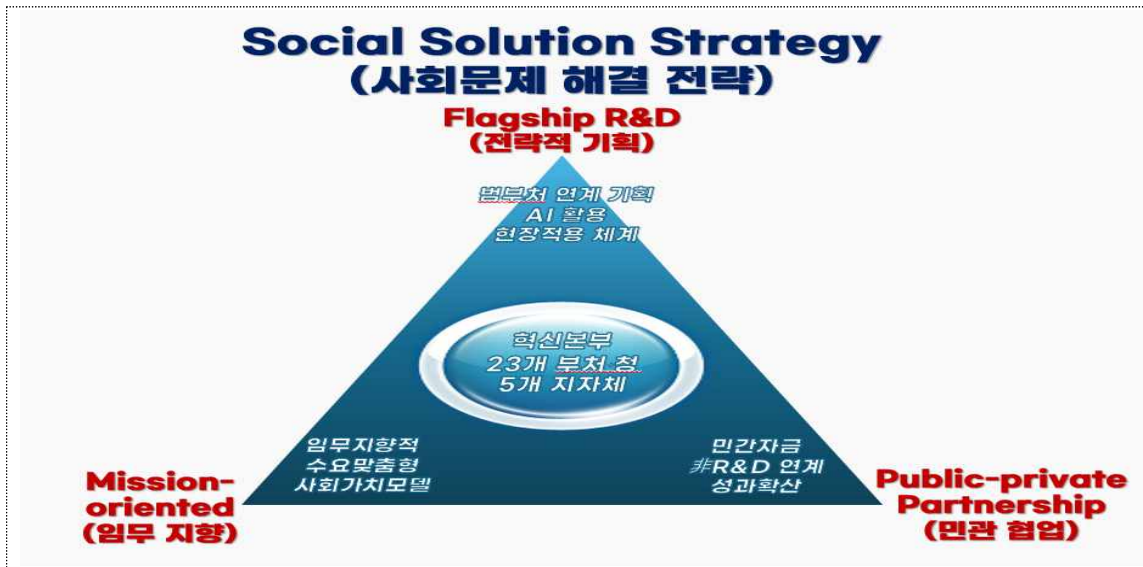 Social Solution Strategy
(사회문제 해결 전략)
Flagship R&D
(전략적 기획)
범부처 연계 기획
AI 활용
현장적용 체계
혁신본부
23개 부처 청
5개 지자체
임무지향적
수요맞춤형
사회가치모델
민간자금
非R&D 연계
성과확산
Mission-
oriented
(임무 지향)
Public-private
Partnership
(민관 협업)